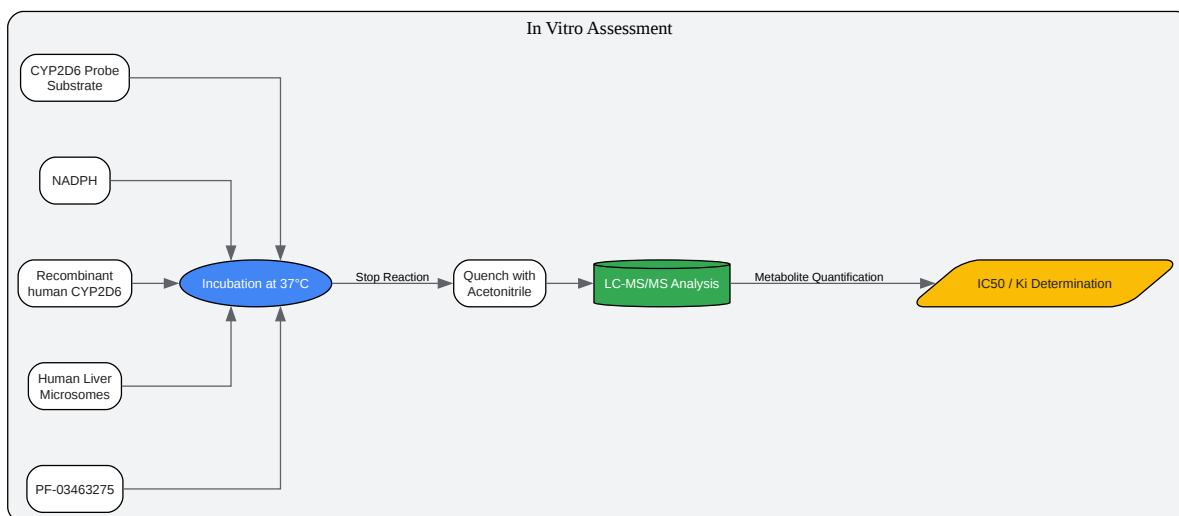 In Vitro Assessment
CYP2D6 Probe
Substrate
NADPH
Recombinant
human CYP2D6
Human Liver
Microsomes
PF-03463275
Incubation at 37°C
Stop Reaction
Quench with
Acetonitrile
LC-MS/MS Analysis
Metabolite Quantification
IC50 / Ki Determination